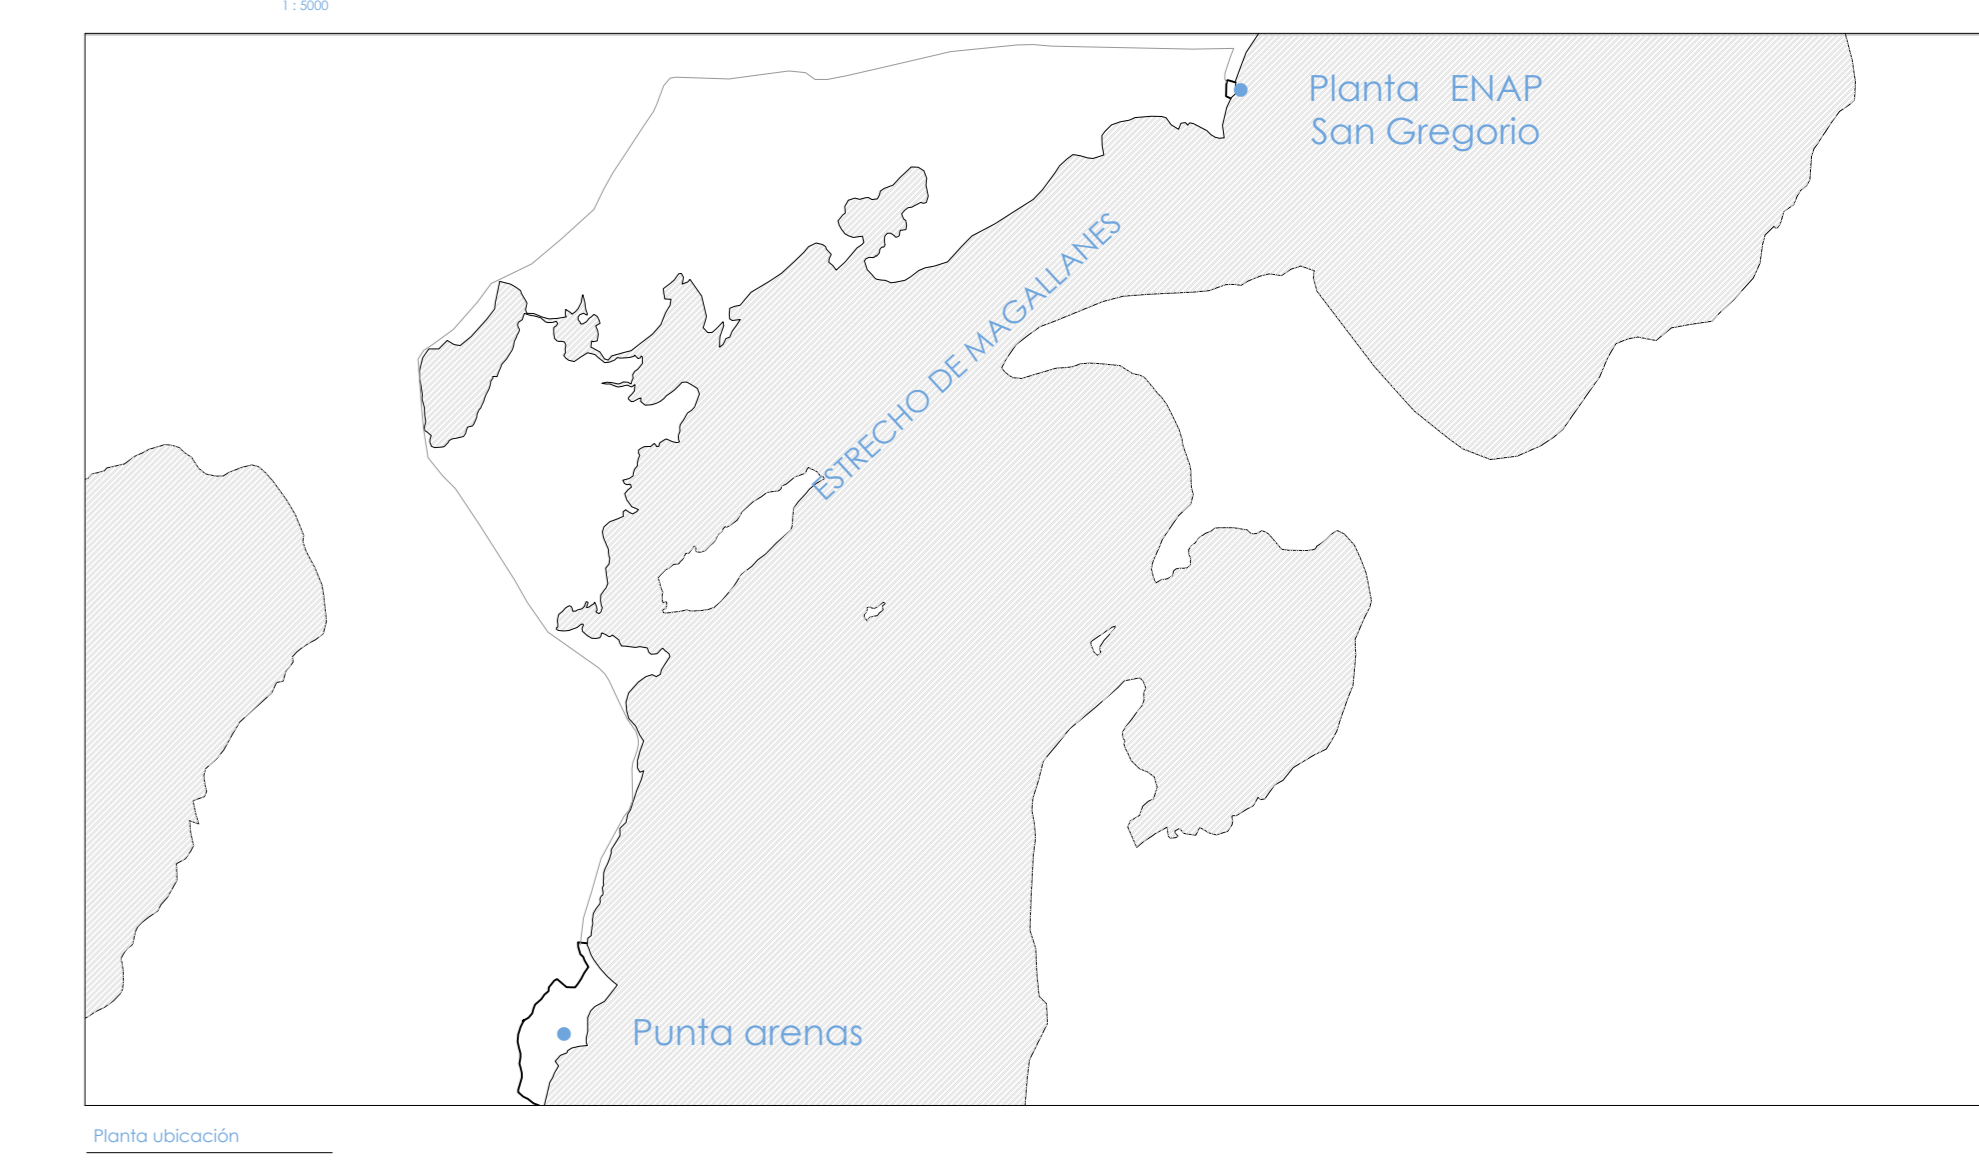 1 : 5000
Planta ENAP
San Gregorio
ESTRECHO DE MAGALLANES
Punta arenas
Planta ubicación